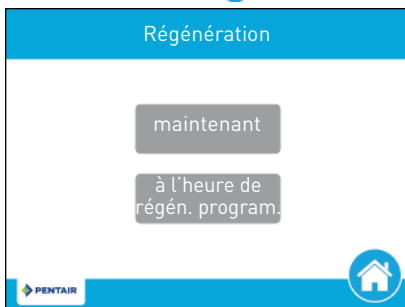 Régénération
maintenant
à l'heure de
régén. program.
PENTAIR